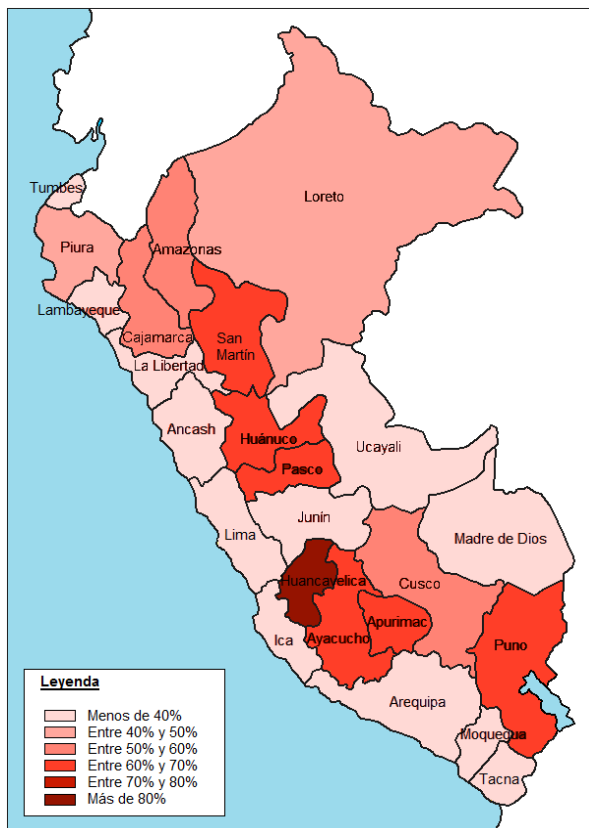 Tumbes
Loreto
Piura
Amazonas
Lambayeque
Cajamarca
San
Martín
La Libertad
Ancash
Huánuco
Ucayali
Pasco
Junín
Lima
Madre de Dios
Huancavelica
Cusco
Apurimac
Ica
Ayacucho
Puno
Arequipa
Moquegua
Tacna
Leyenda
Menos de 40%
Entre 40% y 50%
Entre 50% y 60%
Entre 60% y 70%
Entre 70% y 80%
Más de 80%